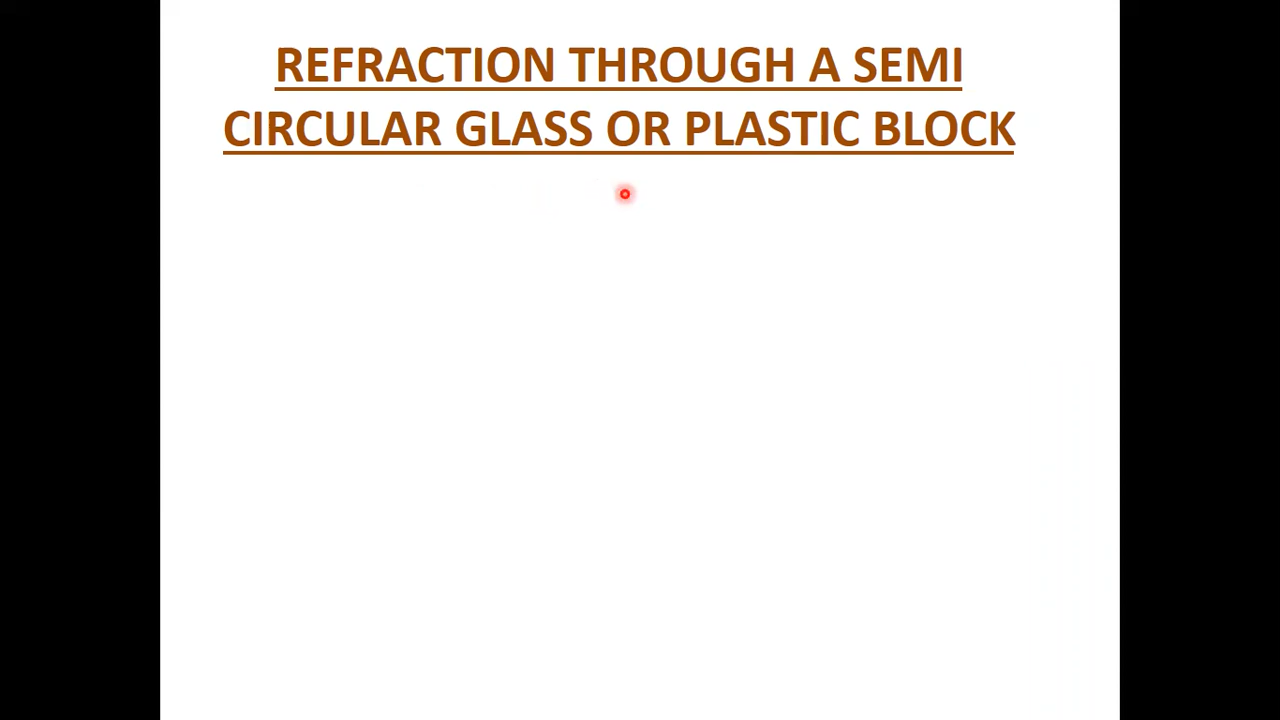 REFRACTION THROUGH A SEMI
CIRCULAR GLASS OR PLASTIC BLOCK